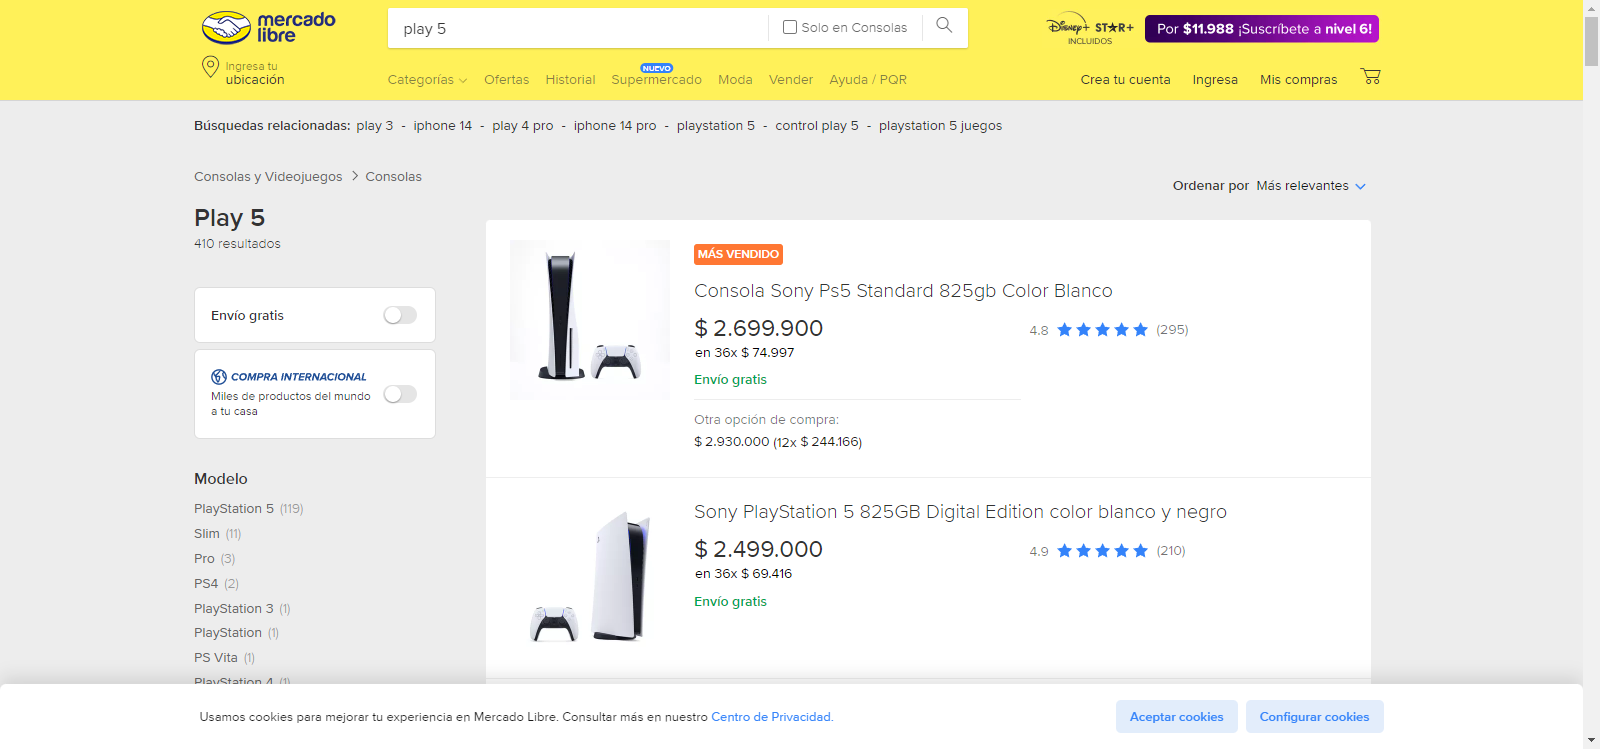 mercado
libre
play 5
Solo en Consolas
Disney+ STAR+
INCLUIDOS
Por $11.988 ¡Suscríbete a nivel 6!
Ingresa tu
ubicación
NUEVO
Categorías Ofertas Historial Supermercado Moda Vender Ayuda / PQR
Crea tu cuenta Ingresa Mis compras
Búsquedas relacionadas: play 3 - iphone 14 - play 4 pro - iphone 14 pro - playstation 5 - control play 5 - playstation 5 juegos
Consolas y Videojuegos > Consolas
Ordenar por Más relevantes
Play 5
410 resultados
Envío gratis
COMPRA INTERNACIONAL
Miles de productos del mundo
a tu casa
Modelo
PlayStation 5 (119)
Slim (11)
Pro (3)
PS4 (2)
PlayStation 3 (1)
PlayStation (1)
PS Vita (1)
PlayStation 4 (1)
MÁS VENDIDO
Consola Sony Ps5 Standard 825gb Color Blanco
$ 2.699.900
4.8 (295)
en 36x $ 74.997
Envío gratis
Otra opción de compra:
$ 2.930.000 (12x $ 244.166)
Sony PlayStation 5 825GB Digital Edition color blanco y negro
$ 2.499.000
4.9 (210)
en 36x $ 69.416
Envío gratis
Usamos cookies para mejorar tu experiencia en Mercado Libre. Consultar más en nuestro Centro de Privacidad.
Aceptar cookies
Configurar cookies